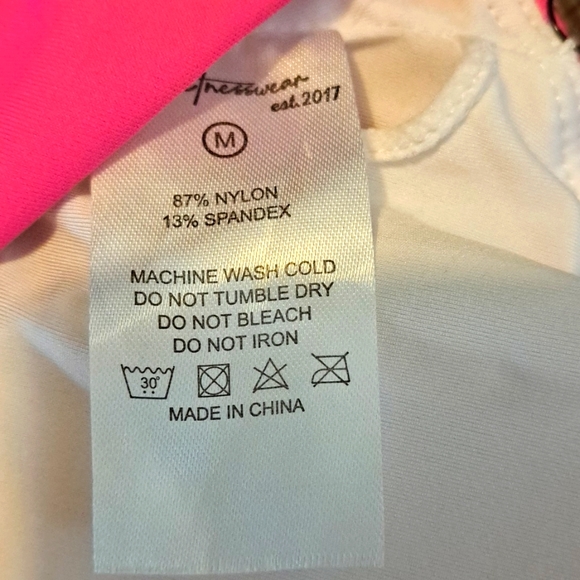 est.2017
M
87% NYLON
13% SPANDEX
MACHINE WASH COLD
DO NOT TUMBLE DRY
DO NOT BLEACH
DO NOT IRON
30°
MADE IN CHINA